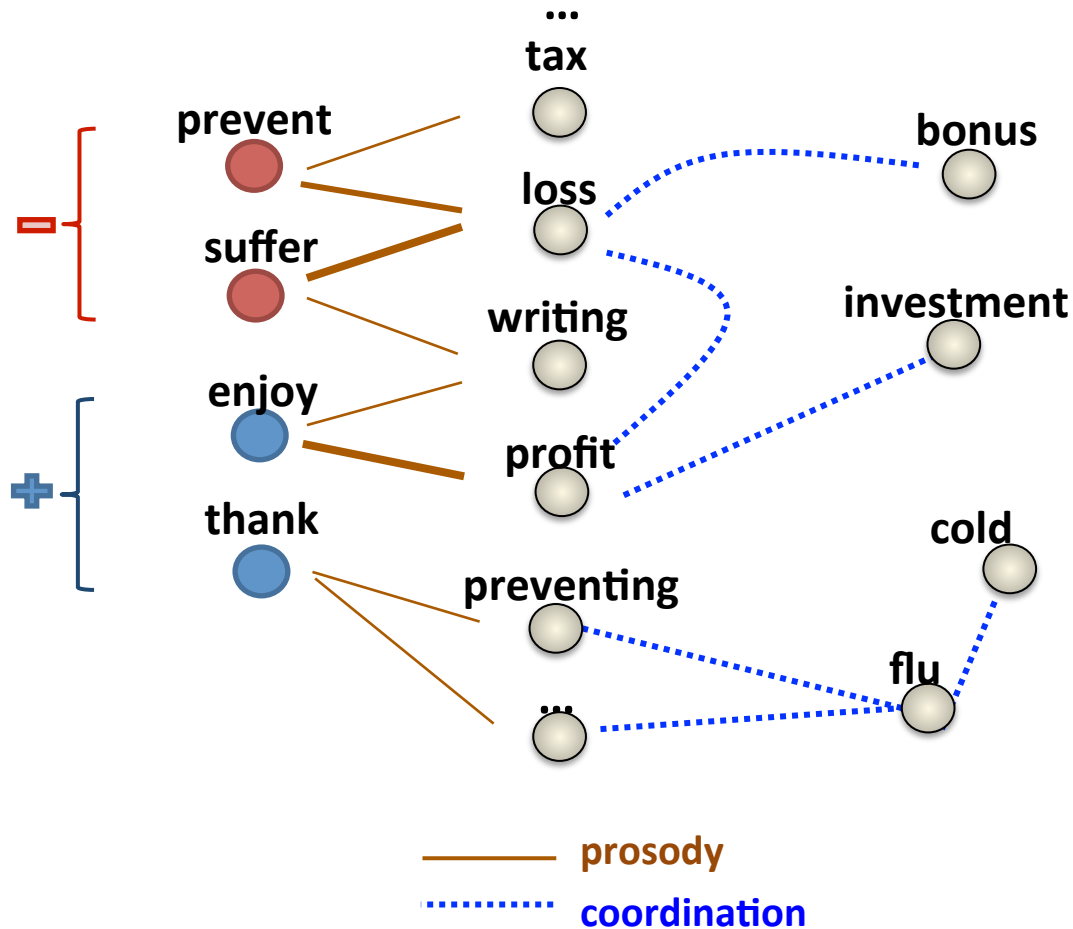 ...
tax
prevent
bonus
loss
suffer
investment
writing
enjoy
profit
thank
cold
preventing
flu
...
prosody
coordination